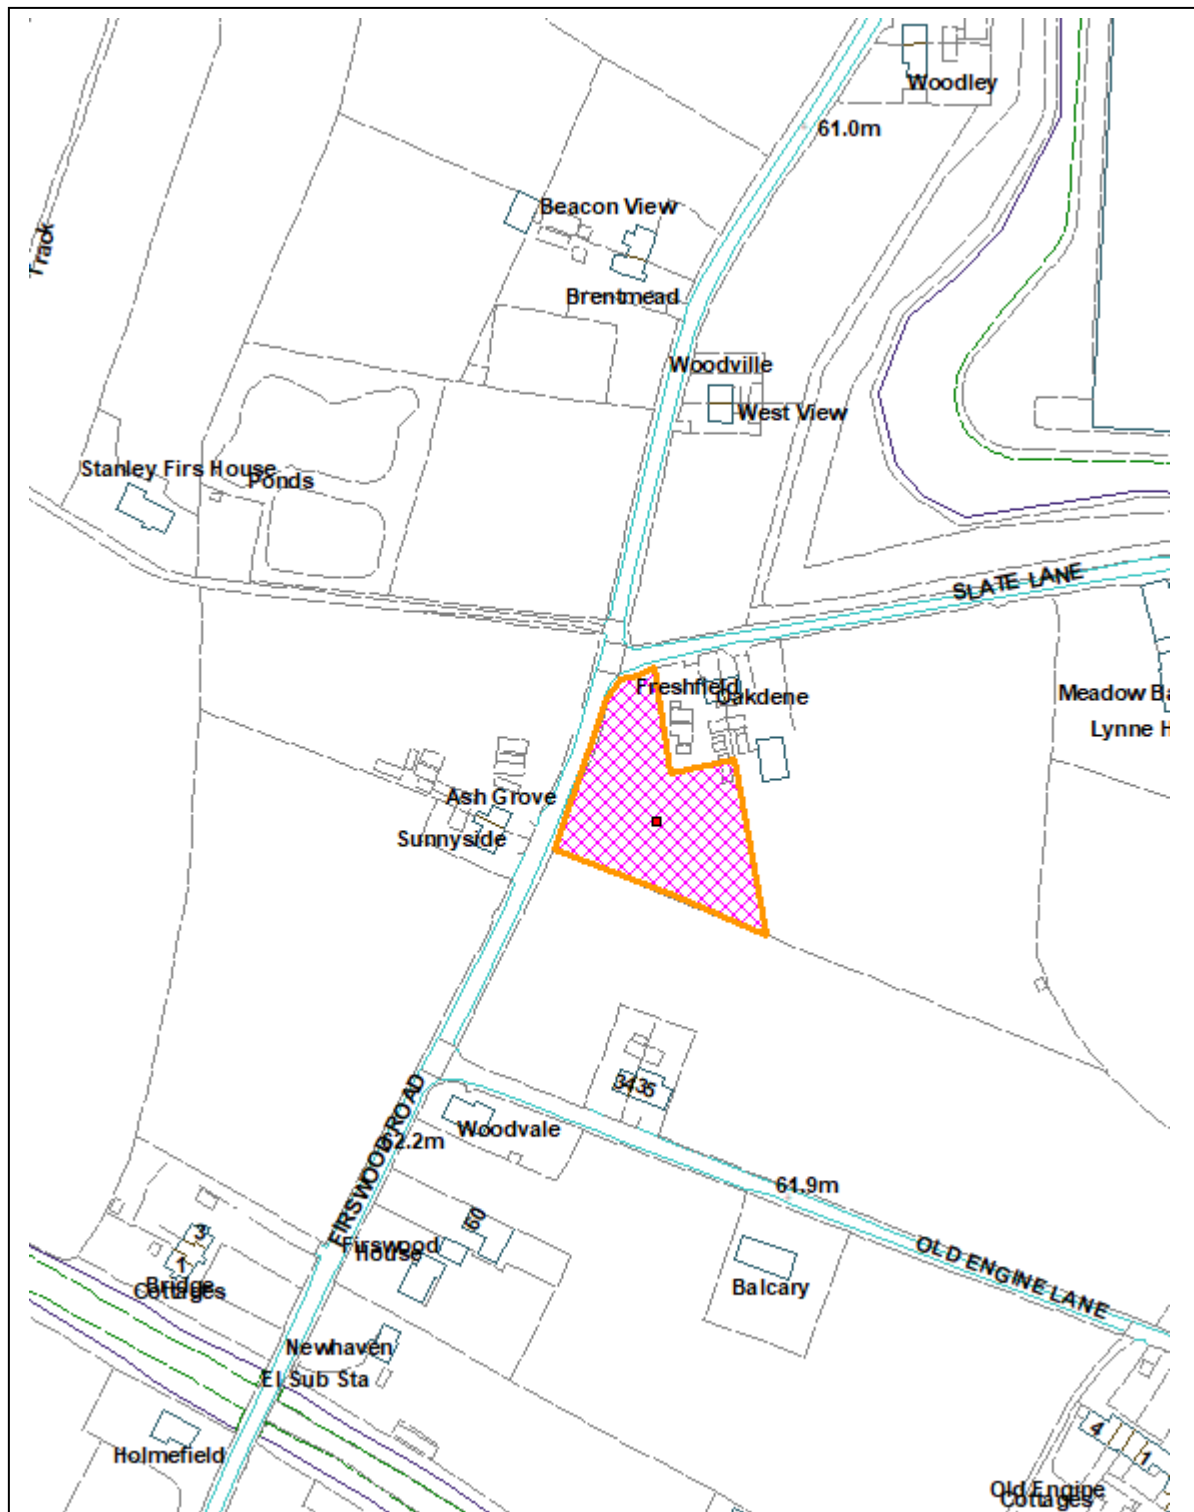 Woodley
61.0m
Beacon View
Track
Brentmead
Woodville
West View
Stanley Firs House
Ponds
SLATE LANE
Freshfield
Oakdene
Meadow Ba
Lynne H
Ash Grove
Sunnyside
3435
FIRSWOOD ROAD
Woodvale
62.2m
61.9m
60
3
Firswood
House
OLD ENGINE LANE
1
Bridge
Cottages
Balcary
Newhaven
El Sub Sta
4
1
Holmefield
Old Engine
Cottages